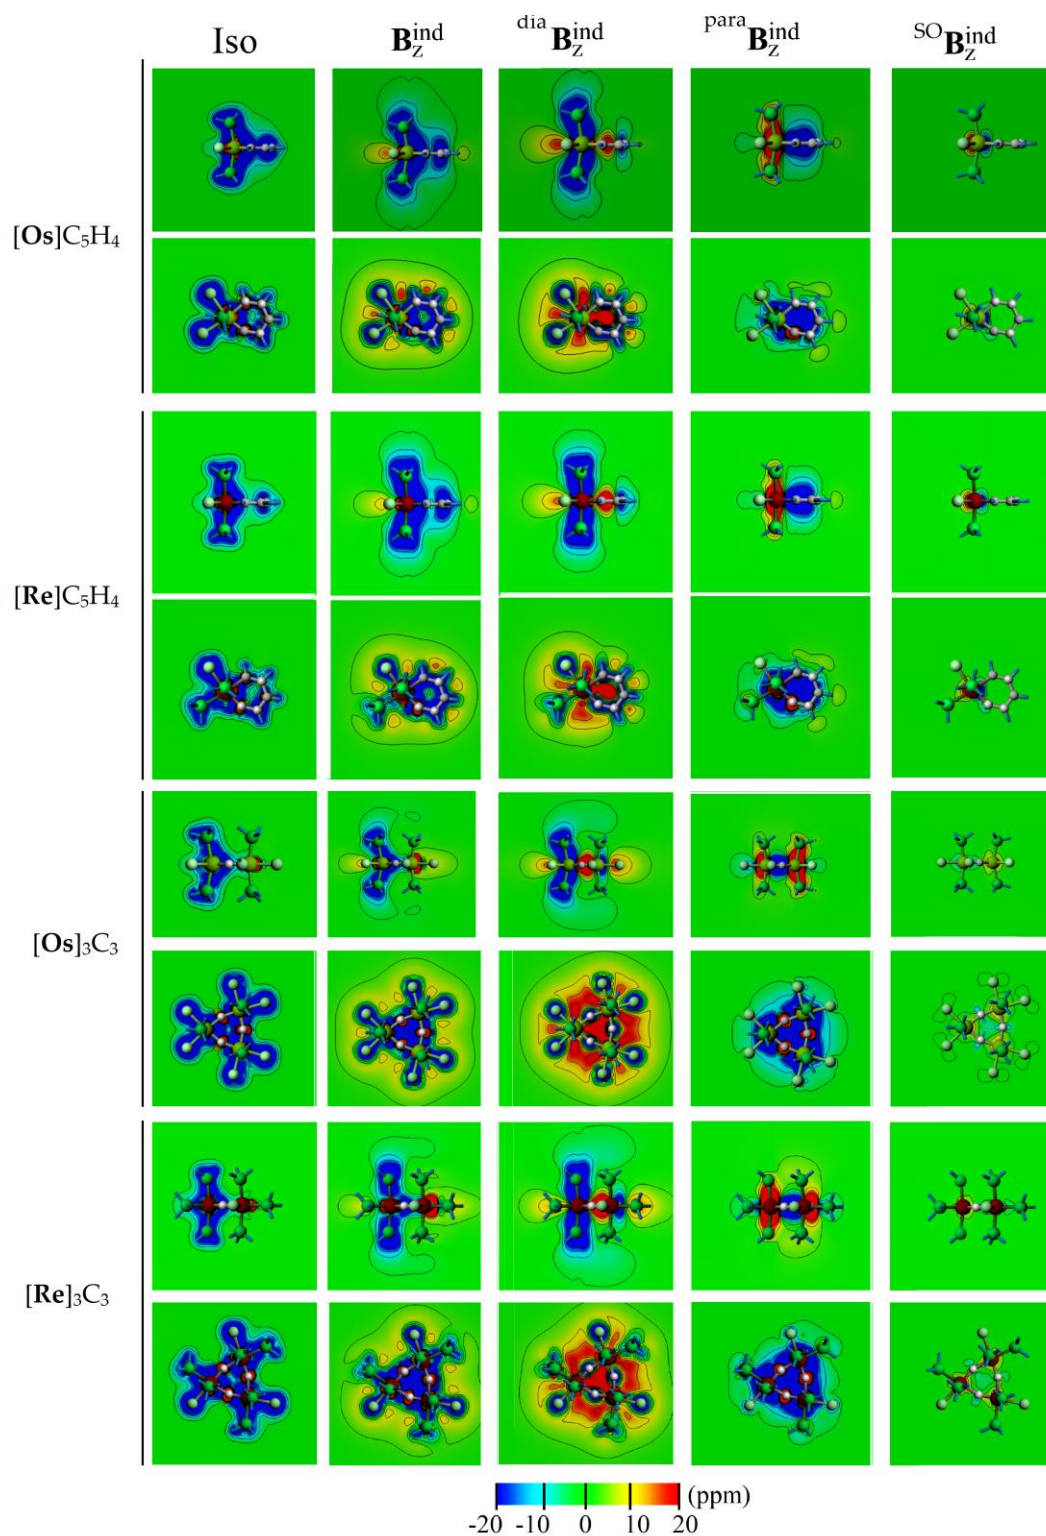 Iso B_z^ind ^dia B_z^ind ^para B_z^ind ^SO B_z^ind
[Os]C₅H₄
[Re]C₅H₄
[Os]₃C₃
[Re]₃C₃
(ppm)
-20 -10 0 10 20